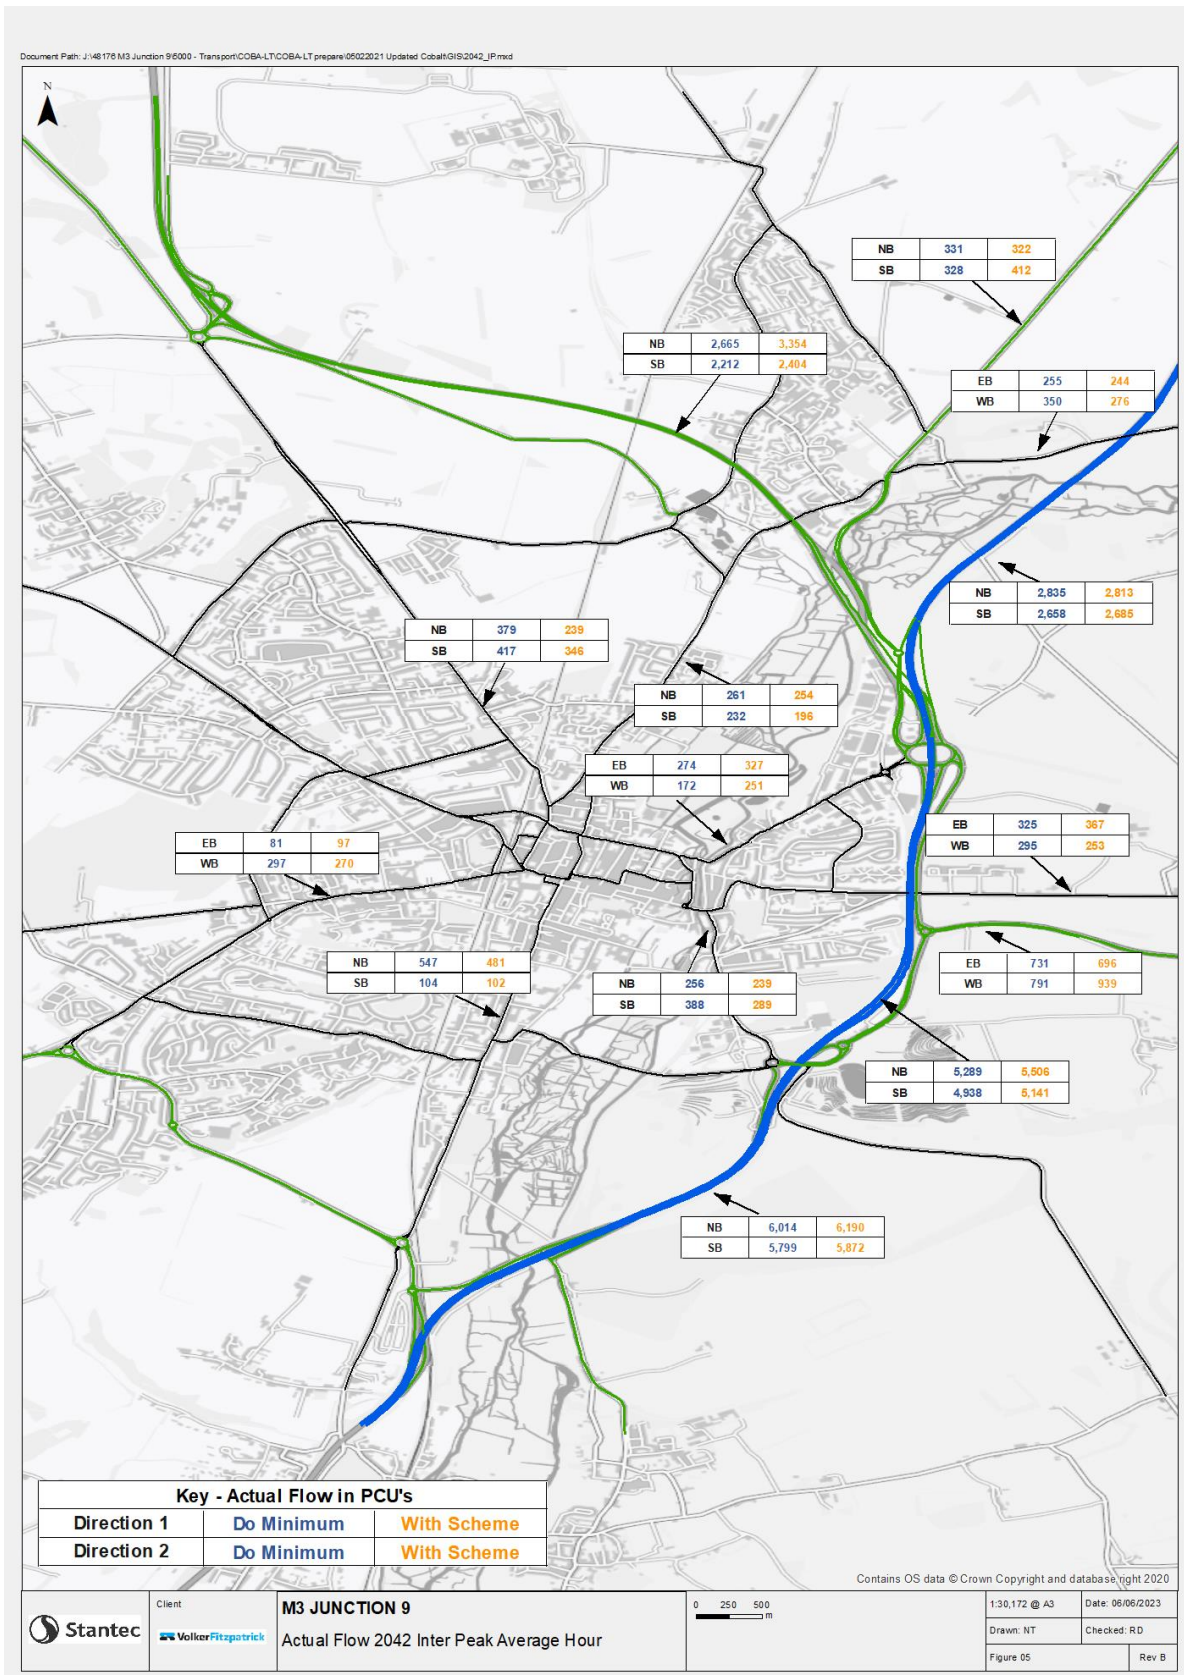 Document Path: J:\48176 M3 Junction 9\6000 - Transport\COBA-LT\COBA-LT prepare\05022021 Updated Cobalt\GIS\2042_IP.mxd
N
NB 331 322
SB 328 412
NB 2,665 3,354
SB 2,212 2,404
EB 255 244
WB 350 276
NB 2,835 2,813
SB 2,658 2,685
NB 379 239
SB 417 346
NB 261 254
SB 232 196
EB 274 327
WB 172 251
EB 325 367
WB 295 253
EB 81 97
WB 297 270
NB 547 481
SB 104 102
NB 256 239
SB 388 289
EB 731 696
WB 791 939
NB 5,289 5,506
SB 4,938 5,141
NB 6,014 6,190
SB 5,799 5,872
Key - Actual Flow in PCU's
Direction 1 Do Minimum With Scheme
Direction 2 Do Minimum With Scheme
Contains OS data © Crown Copyright and database right 2020
Stantec
Client
VolkerFitzpatrick
M3 JUNCTION 9
Actual Flow 2042 Inter Peak Average Hour
0 250 500
m
1:30,172 @ A3 Date: 06/06/2023
Drawn: NT Checked: RD
Figure 05 Rev B